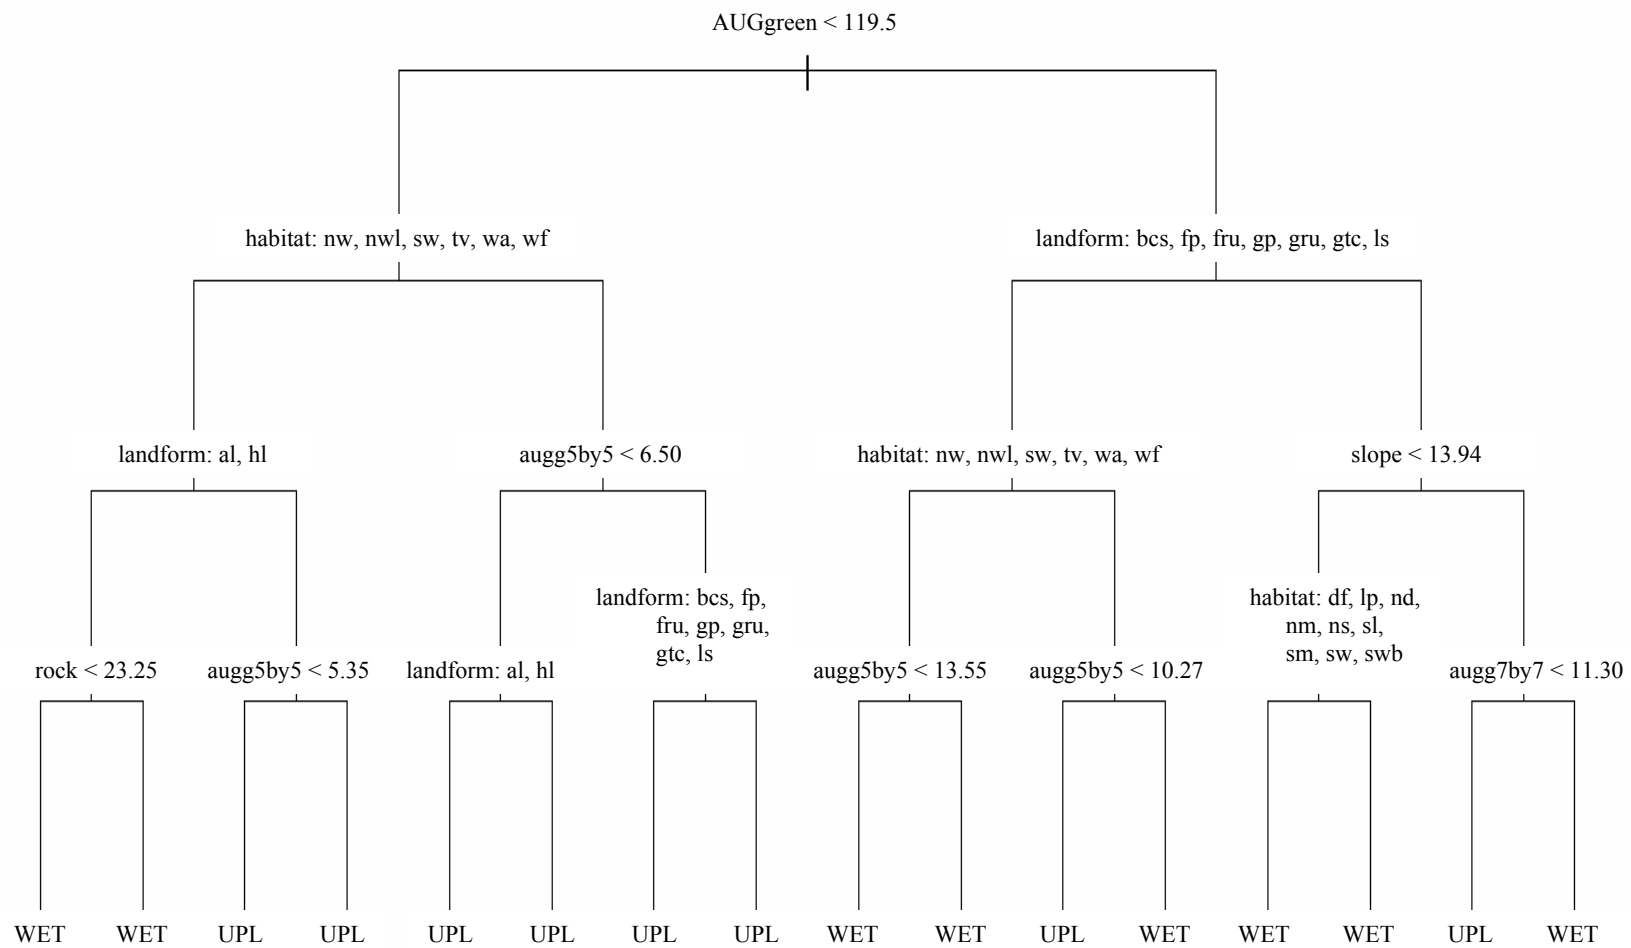 AUGgreen < 119.5
habitat: nw, nwl, sw, tv, wa, wf
landform: bcs, fp, fru, gp, gru, gtc, ls
landform: al, hl
augg5by5 < 6.50
habitat: nw, nwl, sw, tv, wa, wf
slope < 13.94
landform: bcs, fp,
fru, gp, gru,
gtc, ls
habitat: df, lp, nd,
nm, ns, sl,
sm, sw, swb
rock < 23.25
augg5by5 < 5.35
landform: al, hl
augg5by5 < 13.55
augg5by5 < 10.27
augg7by7 < 11.30
WET WET UPL UPL UPL UPL UPL UPL WET WET UPL WET WET WET UPL WET